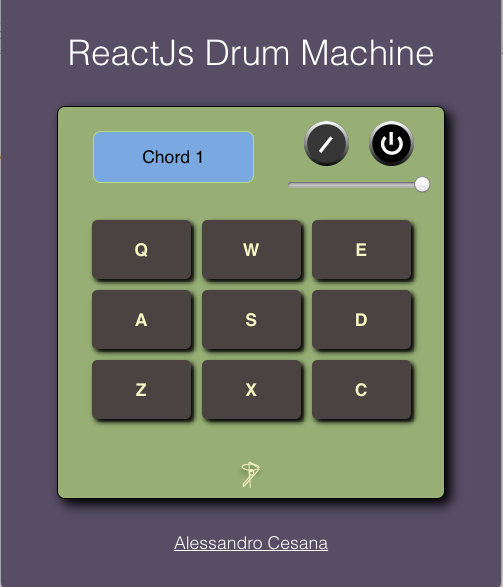 ReactJs Drum Machine
Chord 1
Q W E
A S D
Z X C
Alessandro Cesana